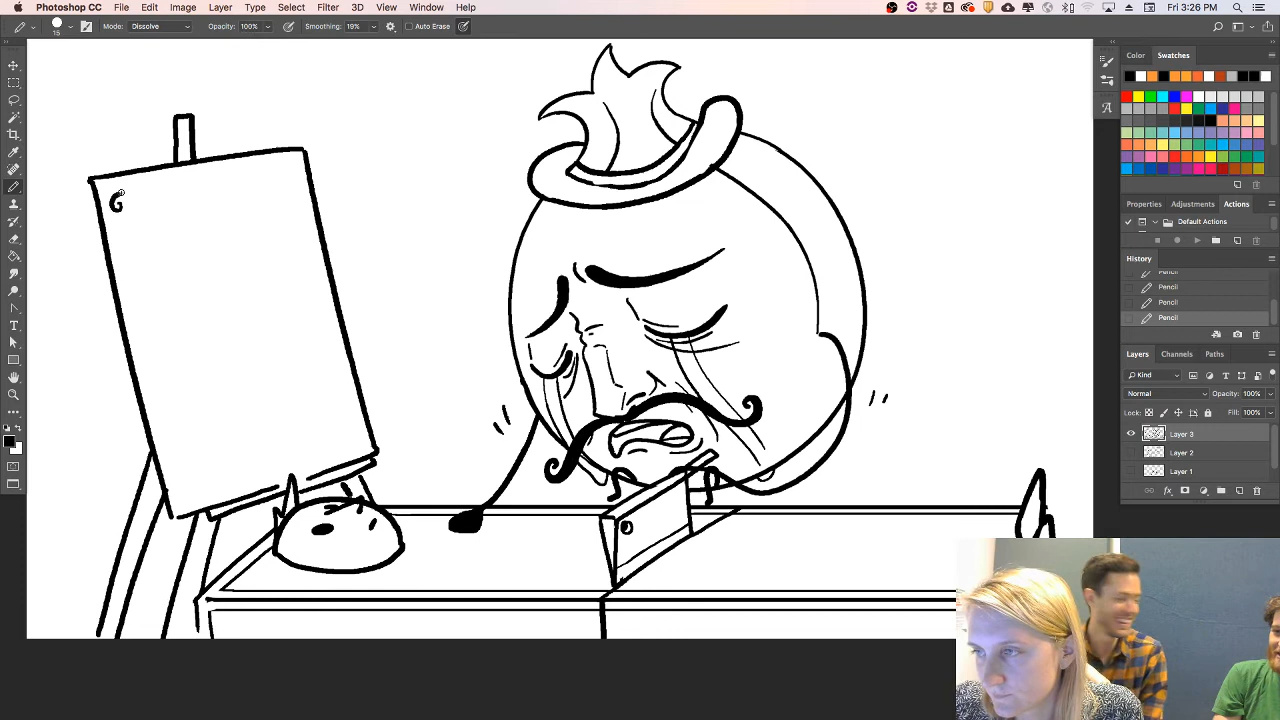 Photoshop CC File Edit Image Layer Type Select Filter 3D View Window Help Fri 3:26 PM
15 Mode: Dissolve Opacity: 100% Smoothing: 19% Auto Erase
Color Swatches
Properties Adjustments Actions
Default Actions
History
Pencil
Pencil
Pencil
Pencil
Layers Channels Paths
Kind
Normal Opacity: 100%
Lock: Fill: 100%
Layer 3
Layer 2
Layer 1
fx
G